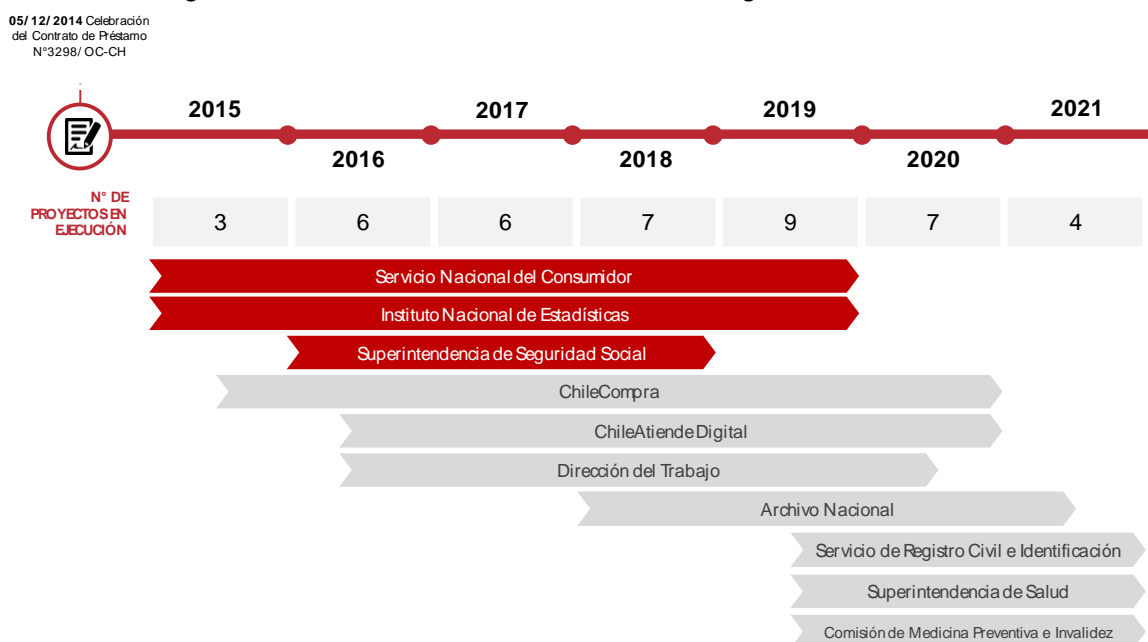 05/12/2014 Celebración
del Contrato de Préstamo
N°3298/OC-CH
2015
2017
2019
2021
2016
2018
2020
N° DE
PROYECTOS EN
EJECUCIÓN
3
6
6
7
9
7
4
Servicio Nacional del Consumidor
Instituto Nacional de Estadísticas
Superintendencia de Seguridad Social
ChileCompra
ChileAtiende Digital
Dirección del Trabajo
Archivo Nacional
Servicio de Registro Civil e Identificación
Superintendencia de Salud
Comisión de Medicina Preventiva e Invalidez